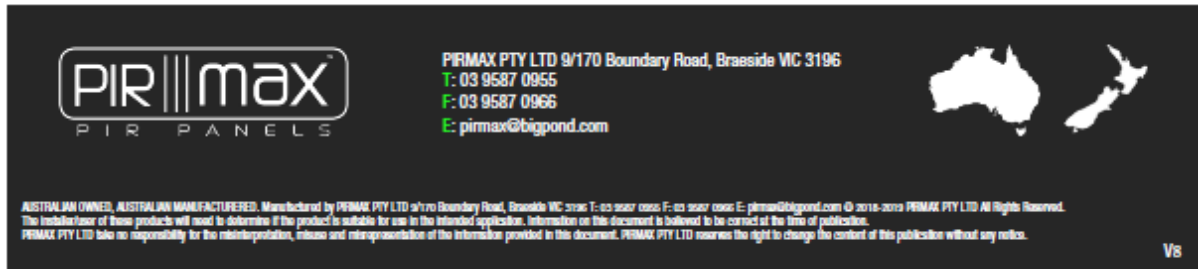 PIR|||max™
PIR PANELS
PIRMAX PTY LTD 9/170 Boundary Road, Braeside VIC 3196
T: 03 9587 0955
F: 03 9587 0966
E: pirmax@bigpond.com
AUSTRALIAN OWNED, AUSTRALIAN MANUFACTURERED. Manufactured by PIRMAX PTY LTD 9/170 Boundary Road, Braeside VIC 3196 T: 03 9587 0955 F: 03 9587 0966 E: pirmax@bigpond.com © 2018-2019 PIRMAX PTY LTD All Rights Reserved.
The installer/user of these products will need to determine if the product is suitable for use in the intended application. Information on this document is believed to be correct at the time of publication.
PIRMAX PTY LTD take no responsibility for the misinterpretation, misuse and misrepresentation of the information provided in this document. PIRMAX PTY LTD reserves the right to change the content of this publication without any notice.
V8